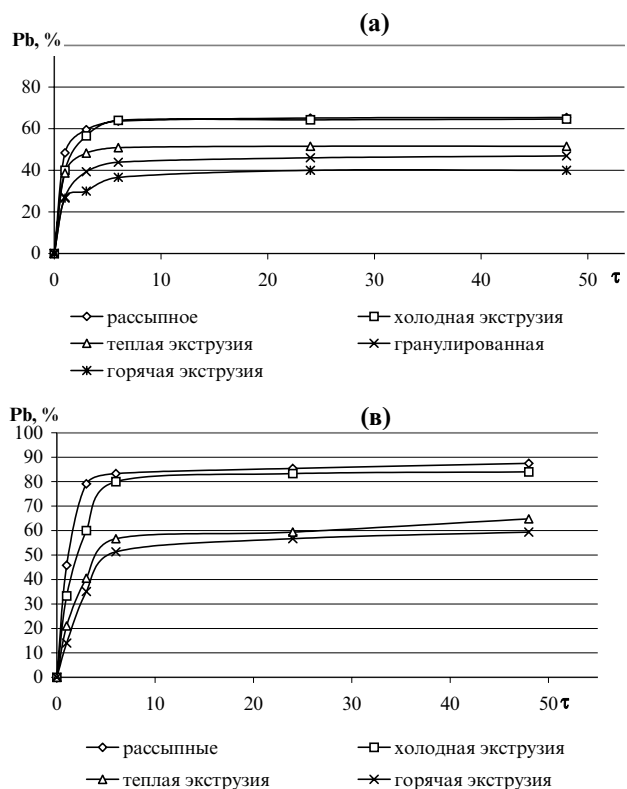 (а)
Pb, %
80
60
40
20
0
0 10 20 30 40 50 τ
рассыпное холодная экструзия
теплая экструзия гранулированная
горячая экструзия
Pb, % (в)
100
90
80
70
60
50
40
30
20
10
0
0 10 20 30 40 50 τ
рассыпные холодная экструзия
теплая экструзия горячая экструзия